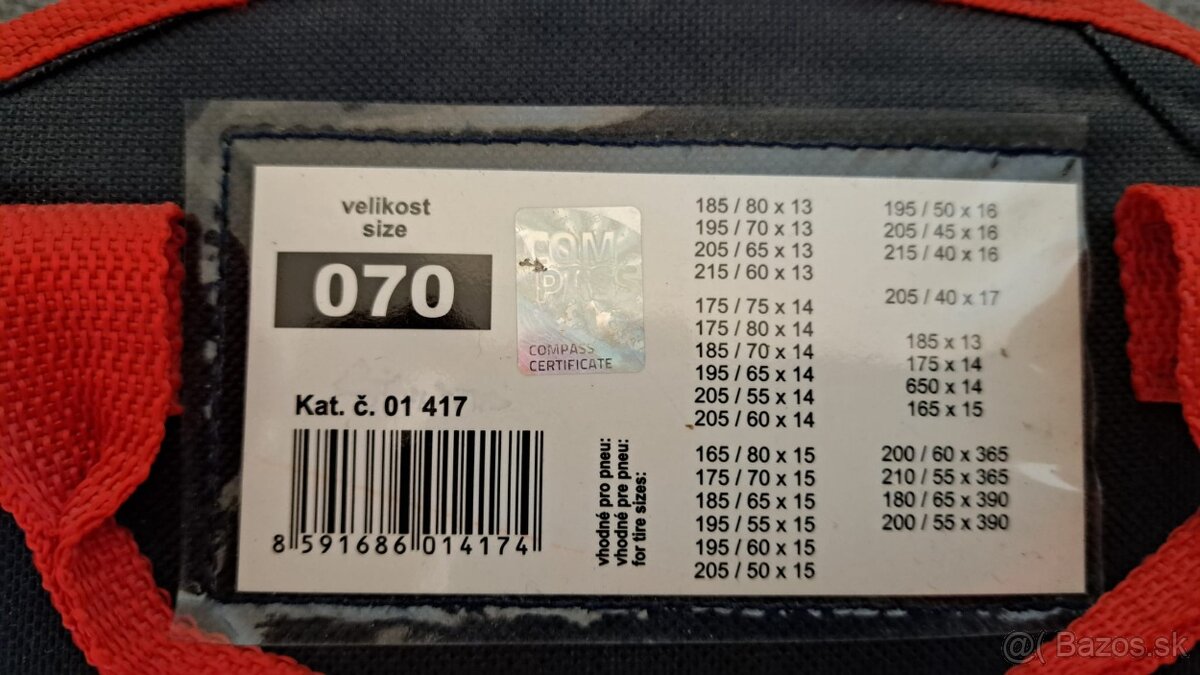 velikost
size
070
TOM
COMPASS
CERTIFICATE
Kat. č. 01 417
8 591686 014174
vhodné pro pneu:
vhodné pre pneu:
for tire sizes:
185 / 80 x 13
195 / 70 x 13
205 / 65 x 13
215 / 60 x 13
175 / 75 x 14
175 / 80 x 14
185 / 70 x 14
195 / 65 x 14
205 / 55 x 14
205 / 60 x 14
165 / 80 x 15
175 / 70 x 15
185 / 65 x 15
195 / 55 x 15
195 / 60 x 15
205 / 50 x 15
195 / 50 x 16
205 / 45 x 16
215 / 40 x 16
205 / 40 x 17
185 x 13
175 x 14
650 x 14
165 x 15
200 / 60 x 365
210 / 55 x 365
180 / 65 x 390
200 / 55 x 390
Bazos.sk